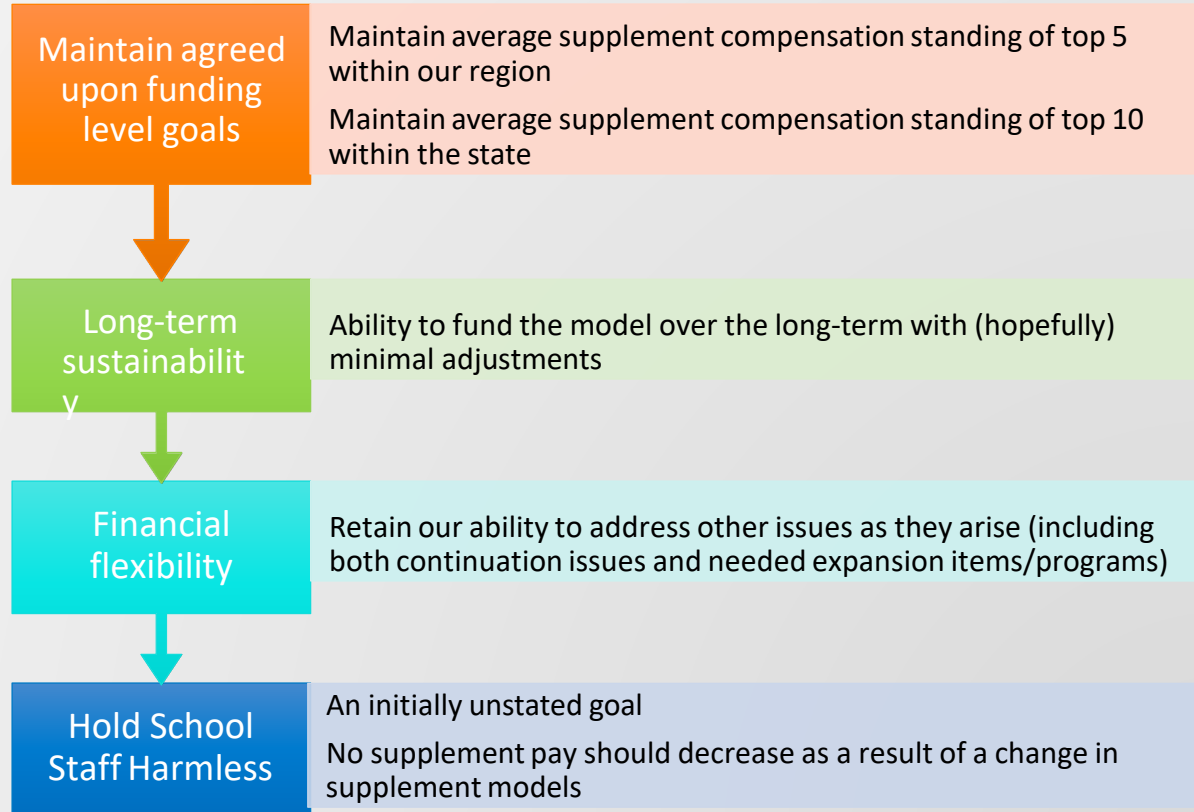 Maintain agreed
upon funding
level goals
Maintain average supplement compensation standing of top 5
within our region
Maintain average supplement compensation standing of top 10
within the state
Long-term
sustainabilit
y
Ability to fund the model over the long-term with (hopefully)
minimal adjustments
Financial
flexibility
Retain our ability to address other issues as they arise (including
both continuation issues and needed expansion items/programs)
Hold School
Staff Harmless
An initially unstated goal
No supplement pay should decrease as a result of a change in
supplement models